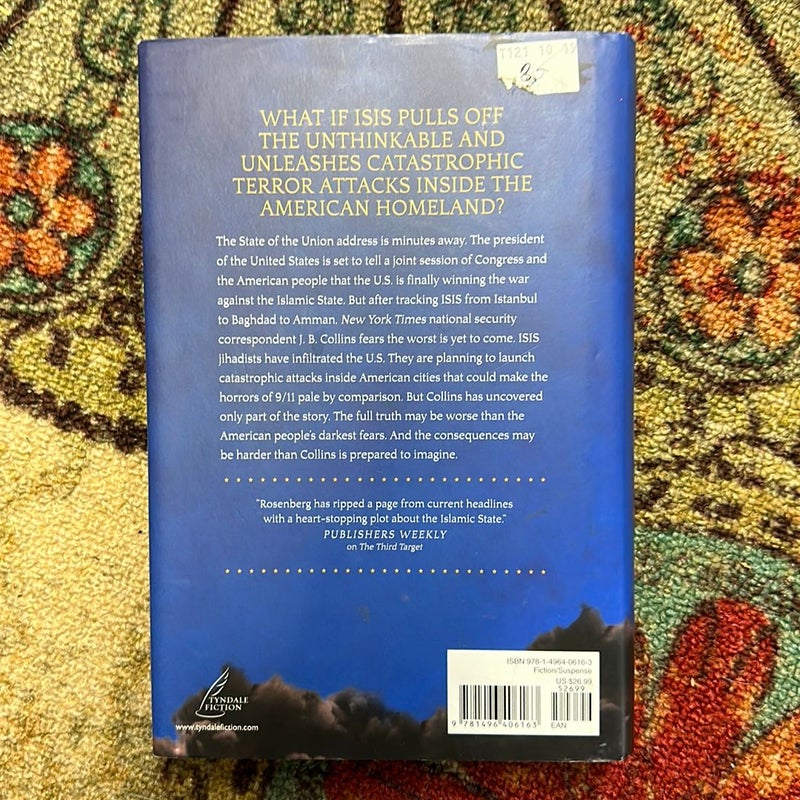 7121 10 15
WHAT IF ISIS PULLS OFF
THE UNTHINKABLE AND
UNLEASHES CATASTROPHIC
TERROR ATTACKS INSIDE THE
AMERICAN HOMELAND?
The State of the Union address is minutes away. The president
of the United States is set to tell a joint session of Congress and
the American people that the U.S. is finally winning the war
against the Islamic State. But after tracking ISIS from Istanbul
to Baghdad to Amman, New York Times national security
correspondent J. B. Collins fears the worst is yet to come. ISIS
jihadists have infiltrated the U.S. They are planning to launch
catastrophic attacks inside American cities that could make the
horrors of 9/11 pale by comparison. But Collins has uncovered
only part of the story. The full truth may be worse than the
American people's darkest fears. And the consequences may
be harder than Collins is prepared to imagine.
"Rosenberg has ripped a page from current headlines
with a heart-stopping plot about the Islamic State."
PUBLISHERS WEEKLY
on The Third Target
ISBN 978-1-4964-0616-3
Fiction/Suspense
US $26.99
52699
9 781496 406163
EAN
TYNDALE
FICTION
www.tyndalefiction.com